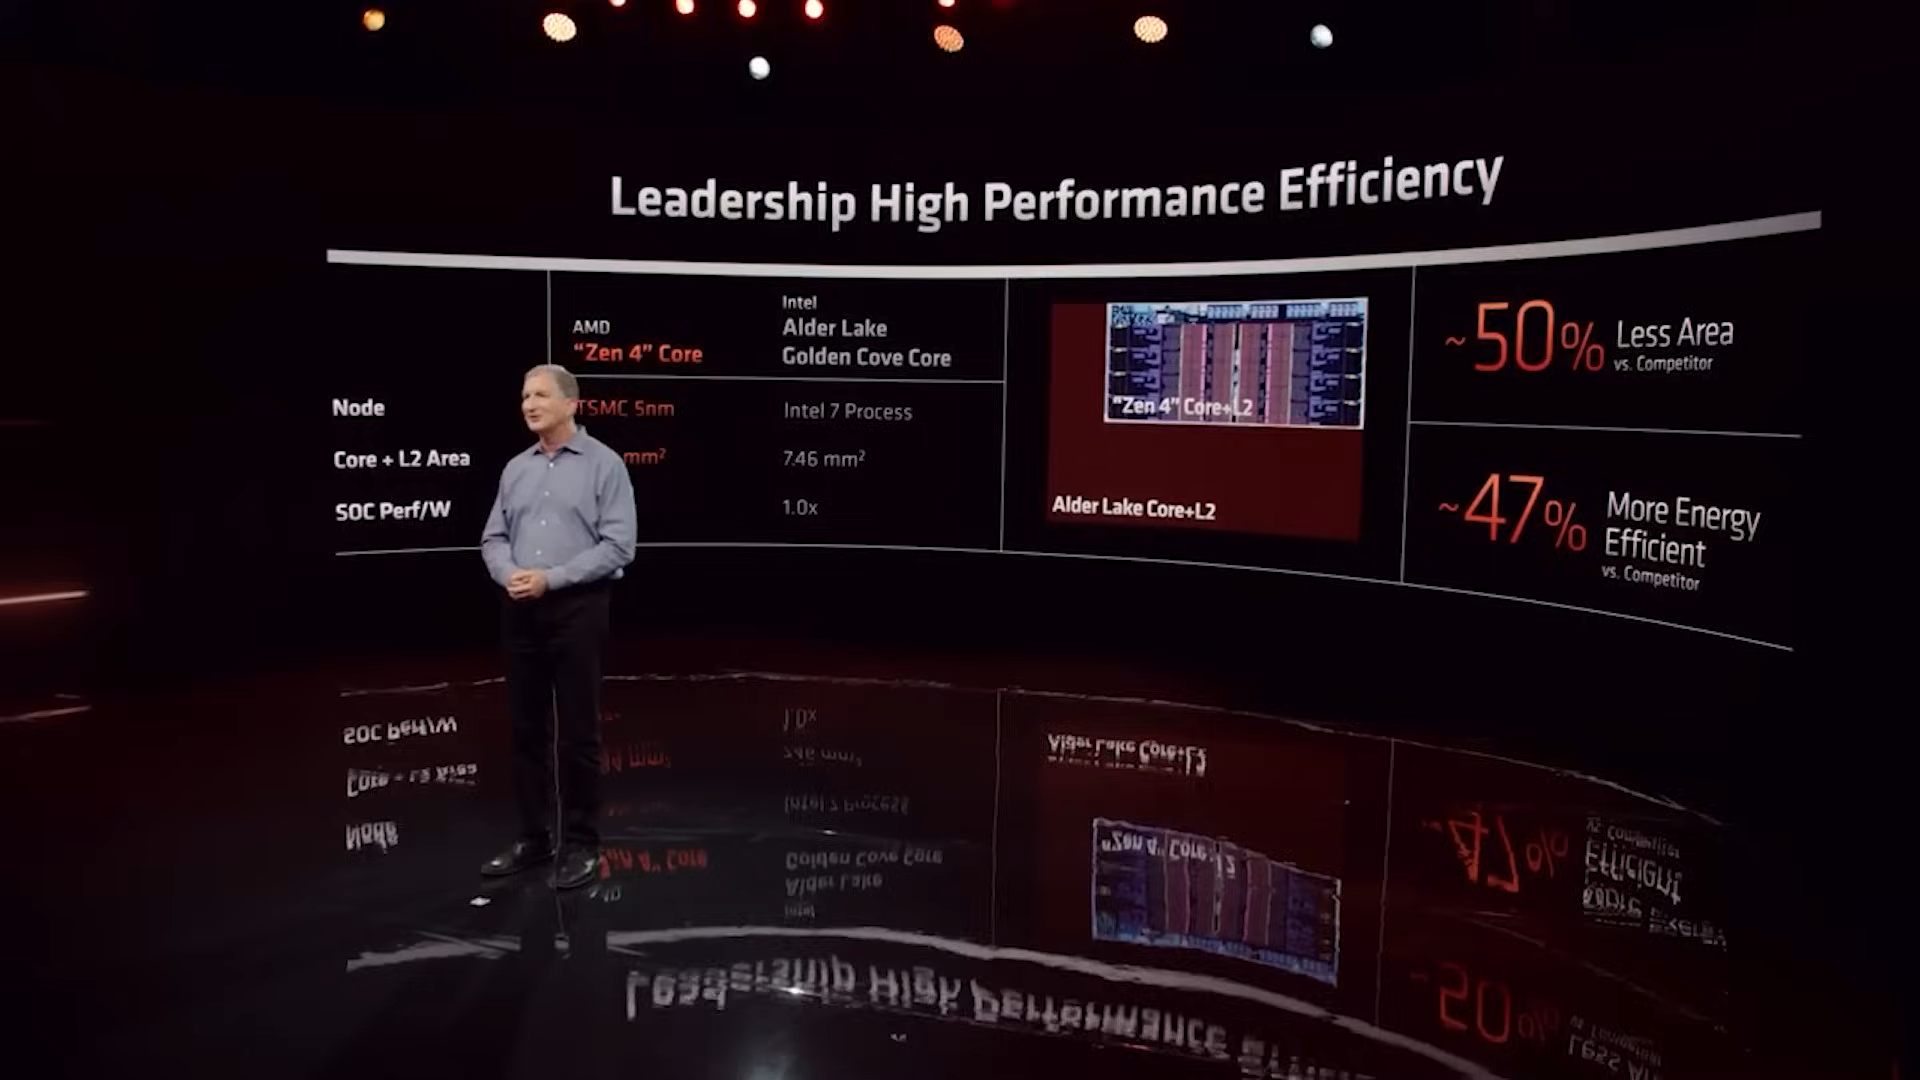 Leadership High Performance Efficiency
AMD
"Zen 4" Core
Intel
Alder Lake
Golden Cove Core
Node
TSMC 5nm
Intel 7 Process
Core + L2 Area
mm²
7.46 mm²
SOC Perf/W
1.0x
"Zen 4" Core+L2
Alder Lake Core+L2
~50% Less Area
vs. Competitor
~47% More Energy
Efficient
vs. Competitor